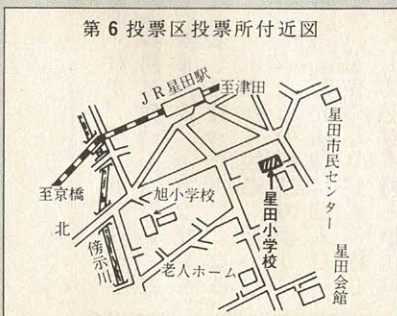 第6投票区投票所付近図
JR星田駅
至津田
星田市民センター
至京橋
旭小学校
星田小学校
北
傍示川
老人ホーム
星田会館